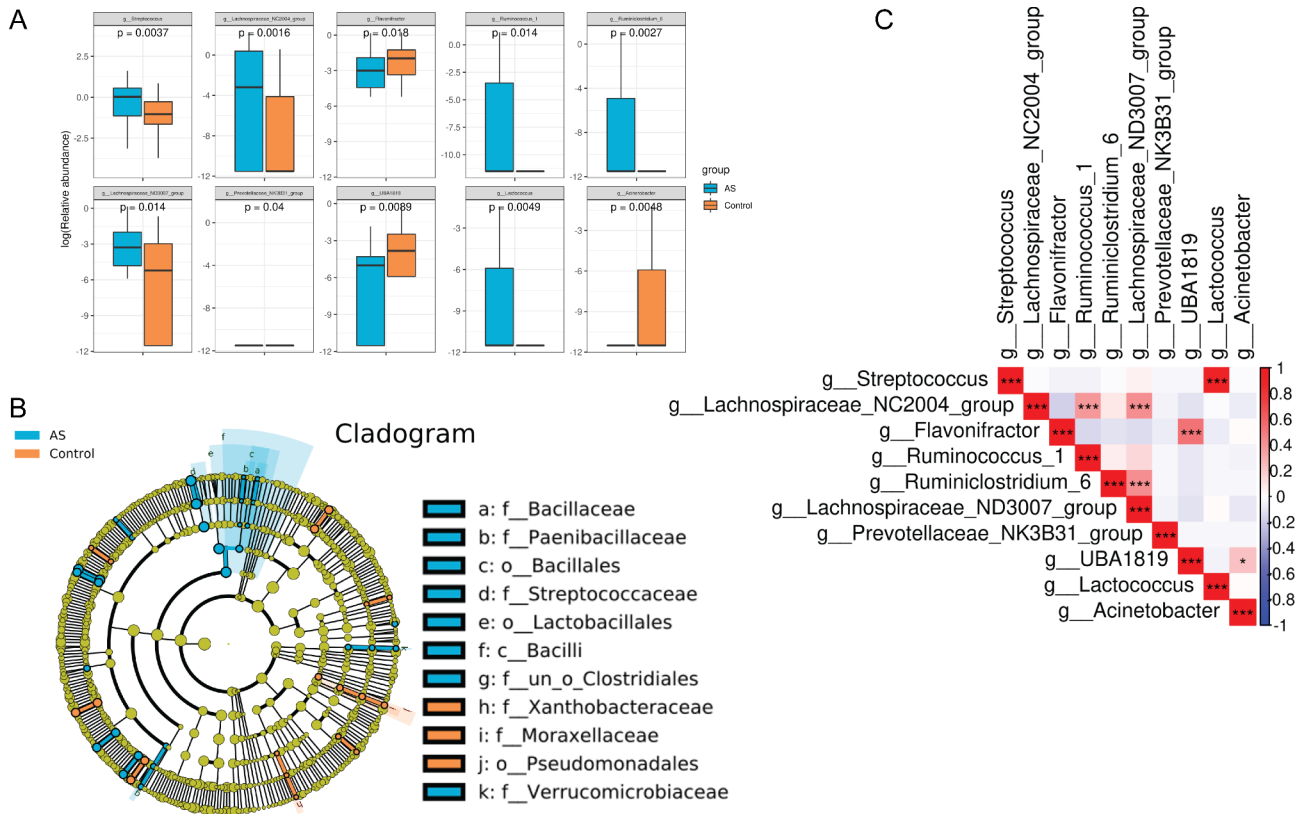 A
g__Streptococcus
p = 0.0037
g__Lachnospiraceae_NC2004_group
p = 0.0016
g__Flavonifractor
p = 0.018
g__Ruminococcus_1
p = 0.014
g__Ruminiclostridium_6
p = 0.0027
2.5
0.0
-2.5
0
-4
-8
-12
0
-3
-6
-9
-12
0.0
-2.5
-5.0
-7.5
-10.0
0
-4
-8
-12
log(Relative abundance)
g__Lachnospiraceae_ND3007_group
p = 0.014
g__Prevotellaceae_NK3B31_group
p = 0.04
g__UBA1819
p = 0.0089
g__Lactococcus
p = 0.0049
g__Acinetobacter
p = 0.0048
0
-3
-6
-9
-12
0
-4
-8
-12
0
-3
-6
-9
-12
-3
-6
-9
-12
-3
-6
-9
-12
group
AS
Control
B
AS
Control
Cladogram
f
e
c
d
b
a
a: f__Bacillaceae
b: f__Paenibacillaceae
c: o__Bacillales
d: f__Streptococcaceae
e: o__Lactobacillales
f: c__Bacilli
g: f__un_o_Clostridiales
h: f__Xanthobacteraceae
i: f__Moraxellaceae
j: o__Pseudomonadales
k: f__Verrucomicrobiaceae
C
g__Streptococcus
g__Lachnospiraceae_NC2004_group
g__Flavonifractor
g__Ruminococcus_1
g__Ruminiclostridium_6
g__Lachnospiraceae_ND3007_group
g__Prevotellaceae_NK3B31_group
g__UBA1819
g__Lactococcus
g__Acinetobacter
g__Streptococcus *** ***
g__Lachnospiraceae_NC2004_group *** *** ***
g__Flavonifractor *** ***
g__Ruminococcus_1 ***
g__Ruminiclostridium_6 *** ***
g__Lachnospiraceae_ND3007_group ***
g__Prevotellaceae_NK3B31_group ***
g__UBA1819 *** *
g__Lactococcus ***
g__Acinetobacter ***
1
0.8
0.6
0.4
0.2
0
-0.2
-0.4
-0.6
-0.8
-1